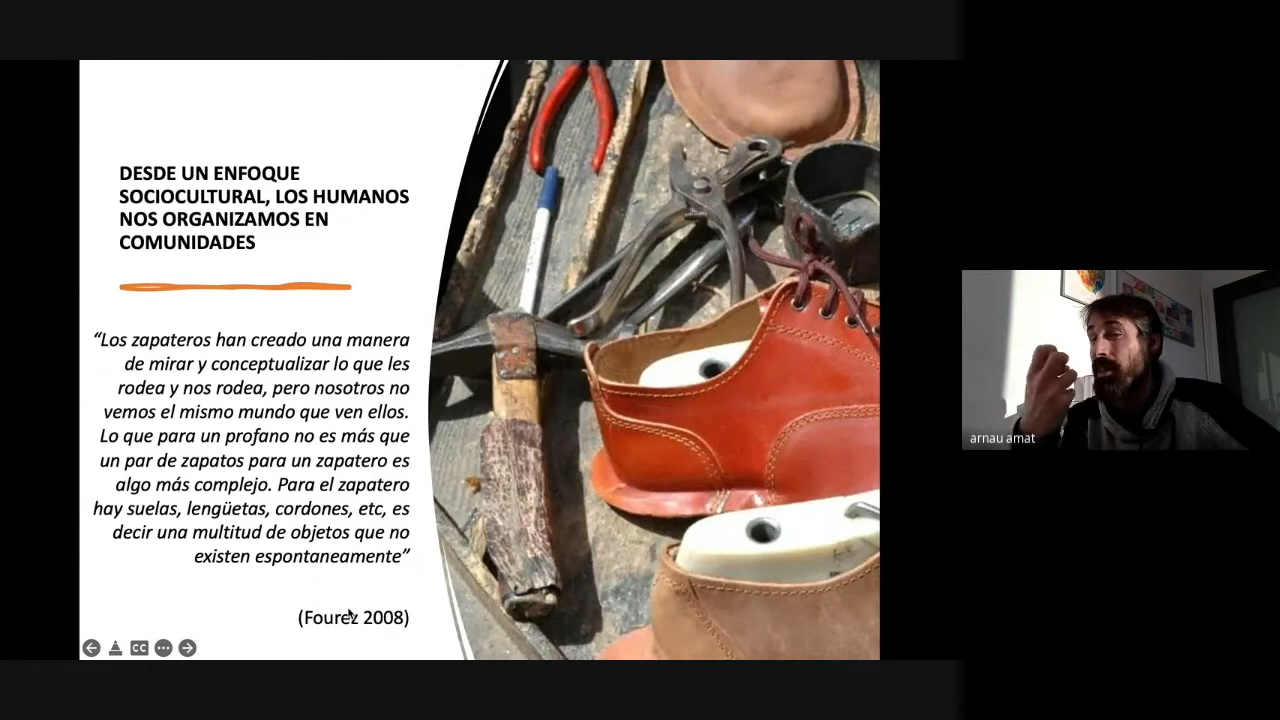 DESDE UN ENFOQUE
SOCIOCULTURAL, LOS HUMANOS
NOS ORGANIZAMOS EN
COMUNIDADES
“Los zapateros han creado una manera
de mirar y conceptualizar lo que les
rodea y nos rodea, pero nosotros no
vemos el mismo mundo que ven ellos.
Lo que para un profano no es más que
un par de zapatos para un zapatero es
algo más complejo. Para el zapatero
hay suelas, lengüetas, cordones, etc, es
decir una multitud de objetos que no
existen espontaneamente”
(Fourez 2008)
CC
arnau amat